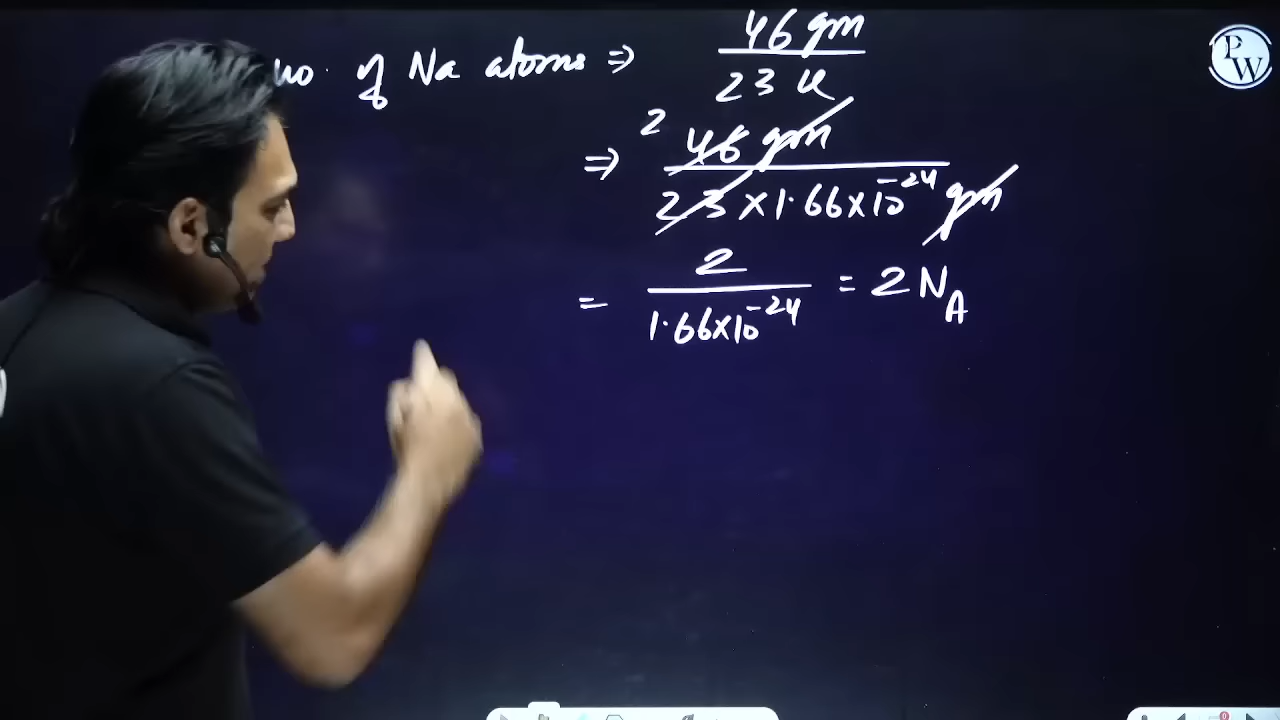 no. of Na atoms ⇒ 46 gm / 23 u
⇒ 2 46 gm / 23 × 1.66 × 10^-24 gm
= 2 / 1.66×10^-24 = 2 N_A
PW